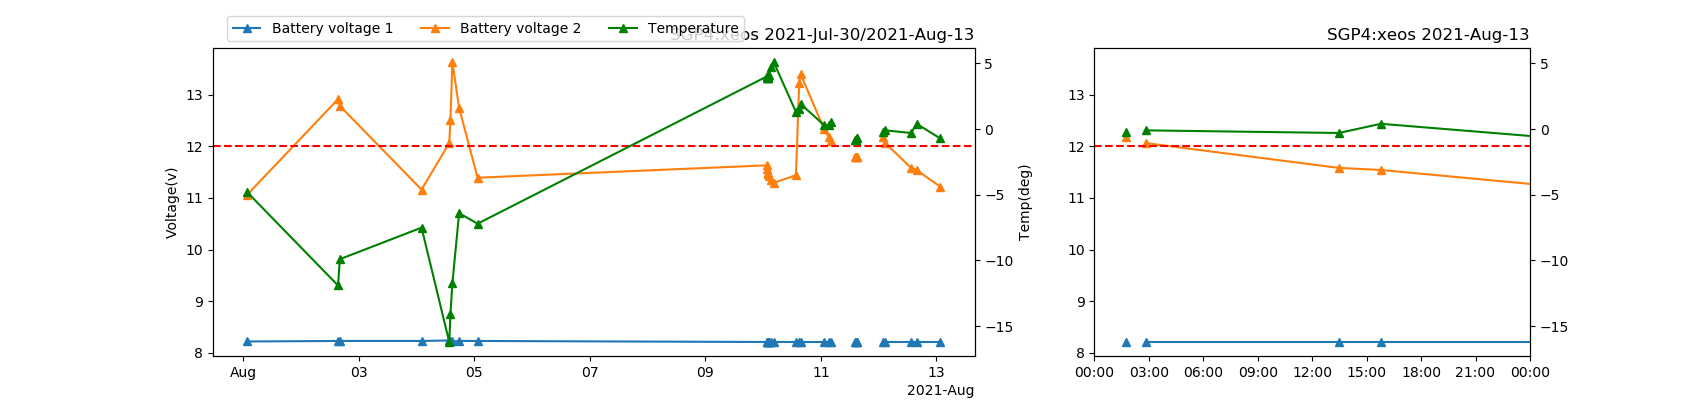 Battery voltage 1 Battery voltage 2 Temperature
SGP4:xeos 2021-Jul-30/2021-Aug-13
SGP4:xeos 2021-Aug-13
Voltage(v)
13
12
11
10
9
8
5
0
−5
−10
−15
Temp(deg)
Aug 03 05 07 09 11 13
2021-Aug
13
12
11
10
9
8
5
0
−5
−10
−15
00:00 03:00 06:00 09:00 12:00 15:00 18:00 21:00 00:00